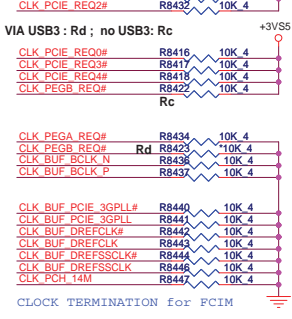 CLK_PCIE_REQ2# R8432 10K_4
VIA USB3 : Rd ; no USB3: Rc +3VS5
CLK_PCIE_REQ0# R8416 10K_4
CLK_PCIE_REQ3# R8417 10K_4
CLK_PCIE_REQ4# R8418 10K_4
CLK_PEGB_REQ# R8422 10K_4
Rc
CLK_PEGA_REQ# R8434 10K_4
CLK_PEGB_REQ# Rd R8423 *10K_4
CLK_BUF_BCLK_N R8436 10K_4
CLK_BUF_BCLK_P R8437 10K_4
CLK_BUF_PCIE_3GPLL# R8440 10K_4
CLK_BUF_PCIE_3GPLL R8441 10K_4
CLK_BUF_DREFCLK# R8442 10K_4
CLK_BUF_DREFCLK R8443 10K_4
CLK_BUF_DREFSSCLK# R8444 10K_4
CLK_BUF_DREFSSCLK R8446 10K_4
CLK_PCH_14M R8447 10K_4
CLOCK TERMINATION for FCIM